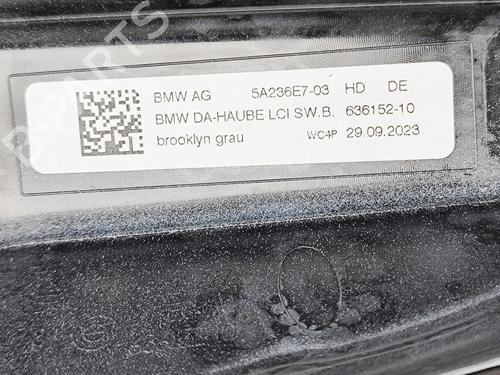 B-PARTS
BMW AG 5A236E7-03 HD DE
BMW DA-HAUBE LCI SW.B. 636152-10
brooklyn grau WC4P 29.09.2023